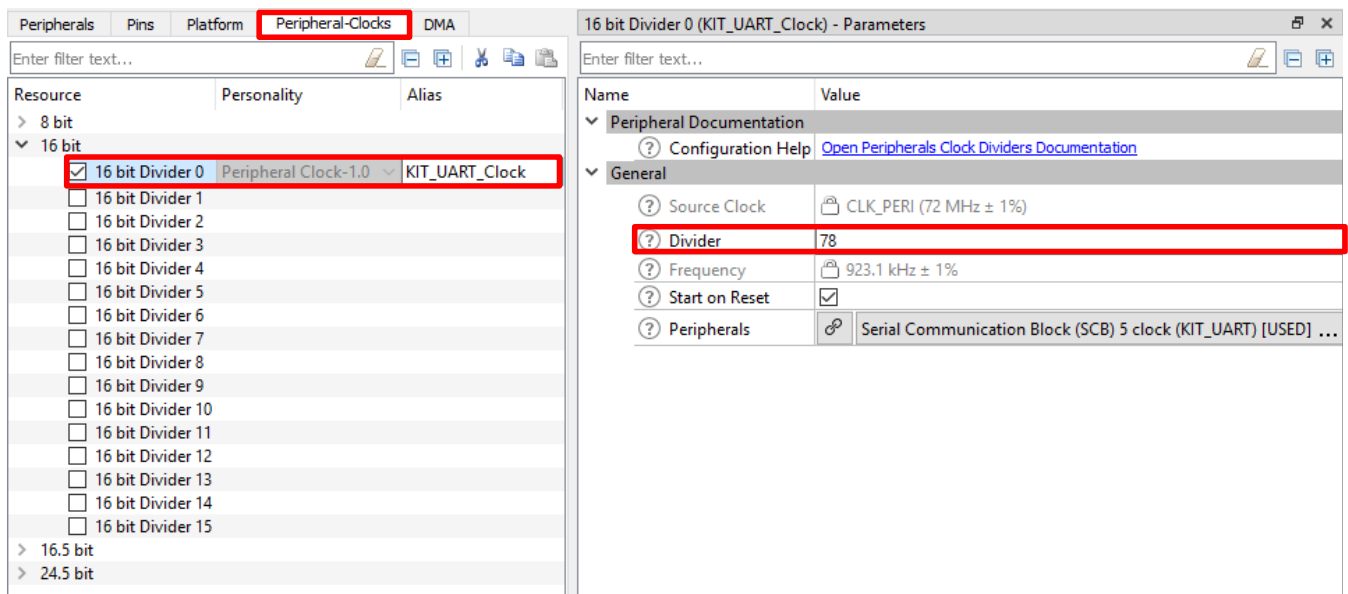 Peripherals Pins Platform Peripheral-Clocks DMA
Enter filter text...
Resource Personality Alias
8 bit
16 bit
16 bit Divider 0 Peripheral Clock-1.0 KIT_UART_Clock
16 bit Divider 1
16 bit Divider 2
16 bit Divider 3
16 bit Divider 4
16 bit Divider 5
16 bit Divider 6
16 bit Divider 7
16 bit Divider 8
16 bit Divider 9
16 bit Divider 10
16 bit Divider 11
16 bit Divider 12
16 bit Divider 13
16 bit Divider 14
16 bit Divider 15
16.5 bit
24.5 bit
16 bit Divider 0 (KIT_UART_Clock) - Parameters
Enter filter text...
Name Value
Peripheral Documentation
? Configuration Help Open Peripherals Clock Dividers Documentation
General
? Source Clock CLK_PERI (72 MHz ± 1%)
? Divider 78
? Frequency 923.1 kHz ± 1%
? Start on Reset
? Peripherals Serial Communication Block (SCB) 5 clock (KIT_UART) [USED] ...